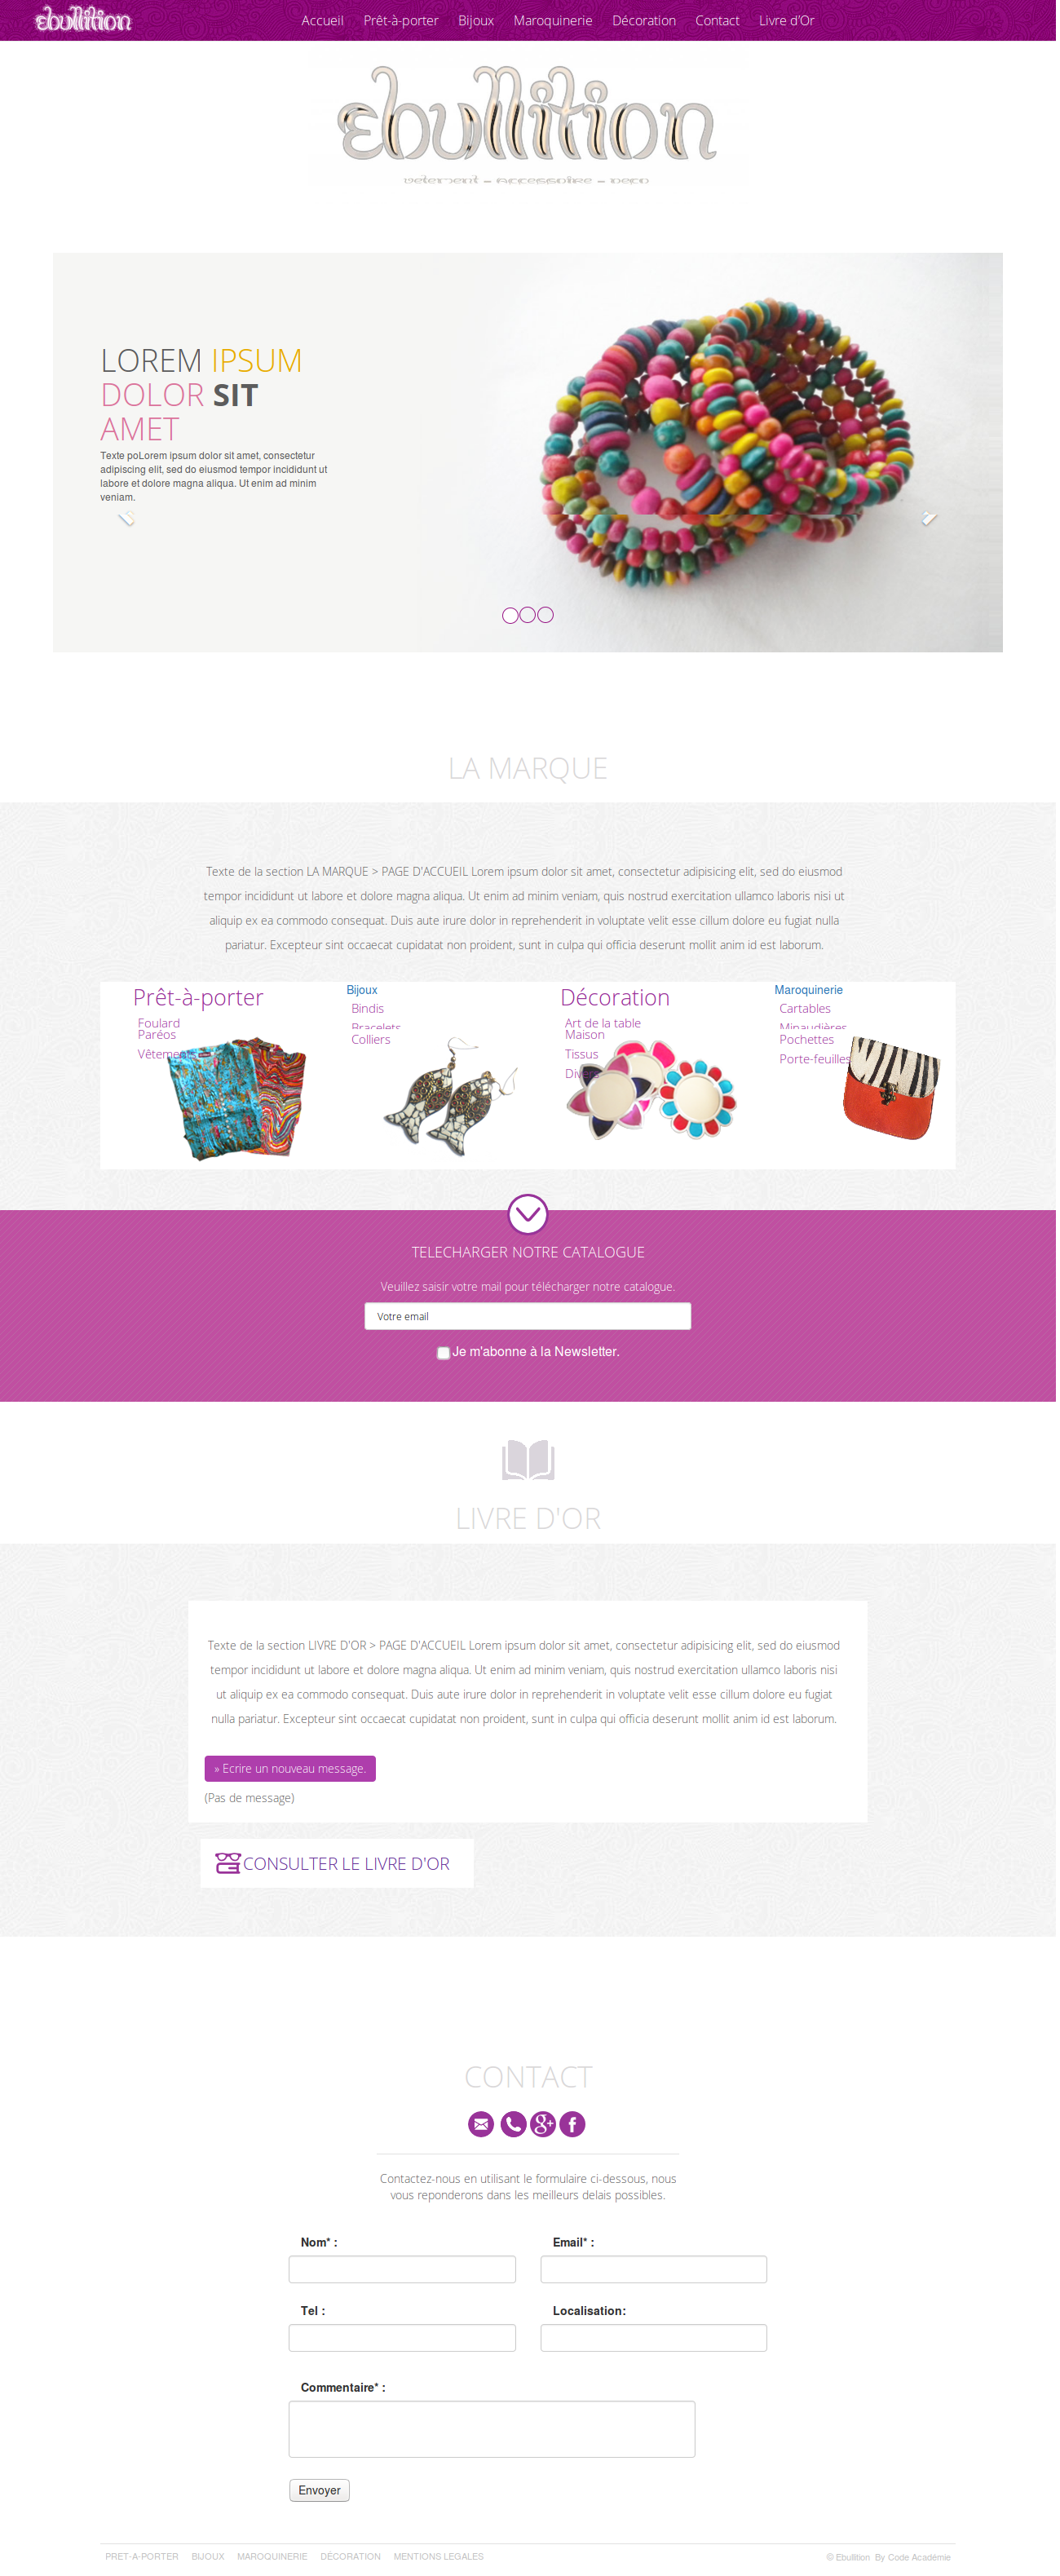 ebullition
Accueil Prêt-à-porter Bijoux Maroquinerie Décoration Contact Livre d'Or
ebullition
vetement - Accessoire - Deco
LOREM IPSUM
DOLOR SIT
AMET
Texte poLorem ipsum dolor sit amet, consectetur
adipiscing elit, sed do eiusmod tempor incididunt ut
labore et dolore magna aliqua. Ut enim ad minim
veniam.
LA MARQUE
Texte de la section LA MARQUE > PAGE D'ACCUEIL Lorem ipsum dolor sit amet, consectetur adipisicing elit, sed do eiusmod
tempor incididunt ut labore et dolore magna aliqua. Ut enim ad minim veniam, quis nostrud exercitation ullamco laboris nisi ut
aliquip ex ea commodo consequat. Duis aute irure dolor in reprehenderit in voluptate velit esse cillum dolore eu fugiat nulla
pariatur. Excepteur sint occaecat cupidatat non proident, sunt in culpa qui officia deserunt mollit anim id est laborum.
Prêt-à-porter
Foulard
Paréos
Vêtements
Bijoux
Bindis
Bracelets
Colliers
Décoration
Art de la table
Maison
Tissus
Divers
Maroquinerie
Cartables
Minaudières
Pochettes
Porte-feuilles
TELECHARGER NOTRE CATALOGUE
Veuillez saisir votre mail pour télécharger notre catalogue.
Votre email
Je m'abonne à la Newsletter.
LIVRE D'OR
Texte de la section LIVRE D'OR > PAGE D'ACCUEIL Lorem ipsum dolor sit amet, consectetur adipisicing elit, sed do eiusmod
tempor incididunt ut labore et dolore magna aliqua. Ut enim ad minim veniam, quis nostrud exercitation ullamco laboris nisi
ut aliquip ex ea commodo consequat. Duis aute irure dolor in reprehenderit in voluptate velit esse cillum dolore eu fugiat
nulla pariatur. Excepteur sint occaecat cupidatat non proident, sunt in culpa qui officia deserunt mollit anim id est laborum.
» Ecrire un nouveau message.
(Pas de message)
CONSULTER LE LIVRE D'OR
CONTACT
Contactez-nous en utilisant le formulaire ci-dessous, nous
vous reponderons dans les meilleurs delais possibles.
Nom* : Email* :
Tel : Localisation:
Commentaire* :
Envoyer
PRET-A-PORTER BIJOUX MAROQUINERIE DÉCORATION MENTIONS LEGALES © Ebullition By Code Académie